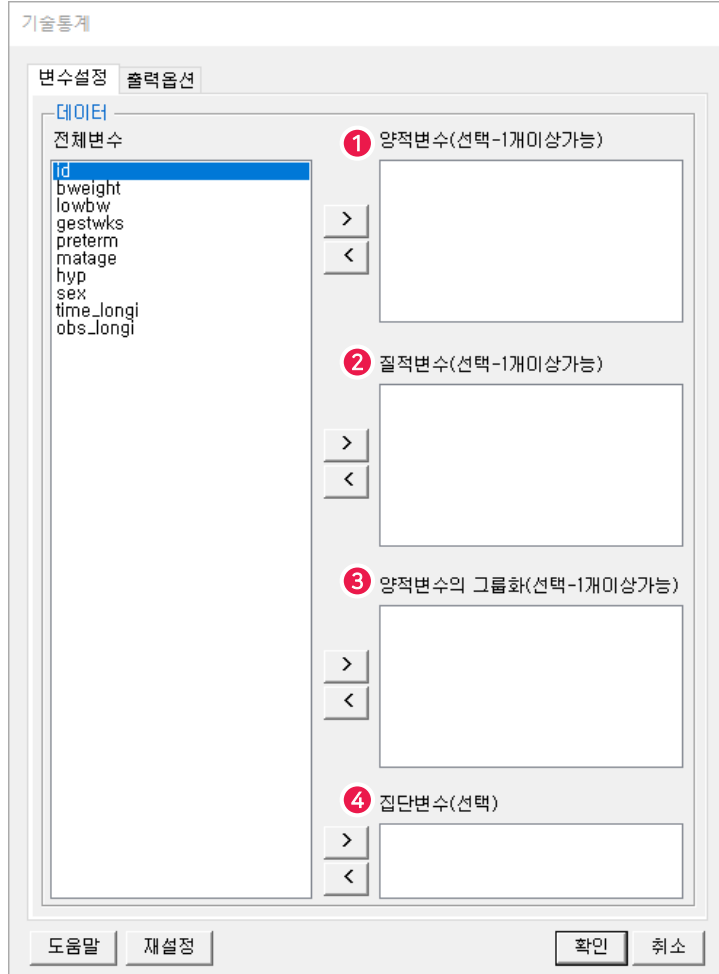 기술통계
변수설정 출력옵션
데이터
전체변수
id
bweight
lowbw
gestwks
preterm
matage
hyp
sex
time_longi
obs_longi
1 양적변수(선택-1개이상가능)
>
<
2 질적변수(선택-1개이상가능)
>
<
3 양적변수의 그룹화(선택-1개이상가능)
>
<
4 집단변수(선택)
>
<
도움말 재설정 확인 취소